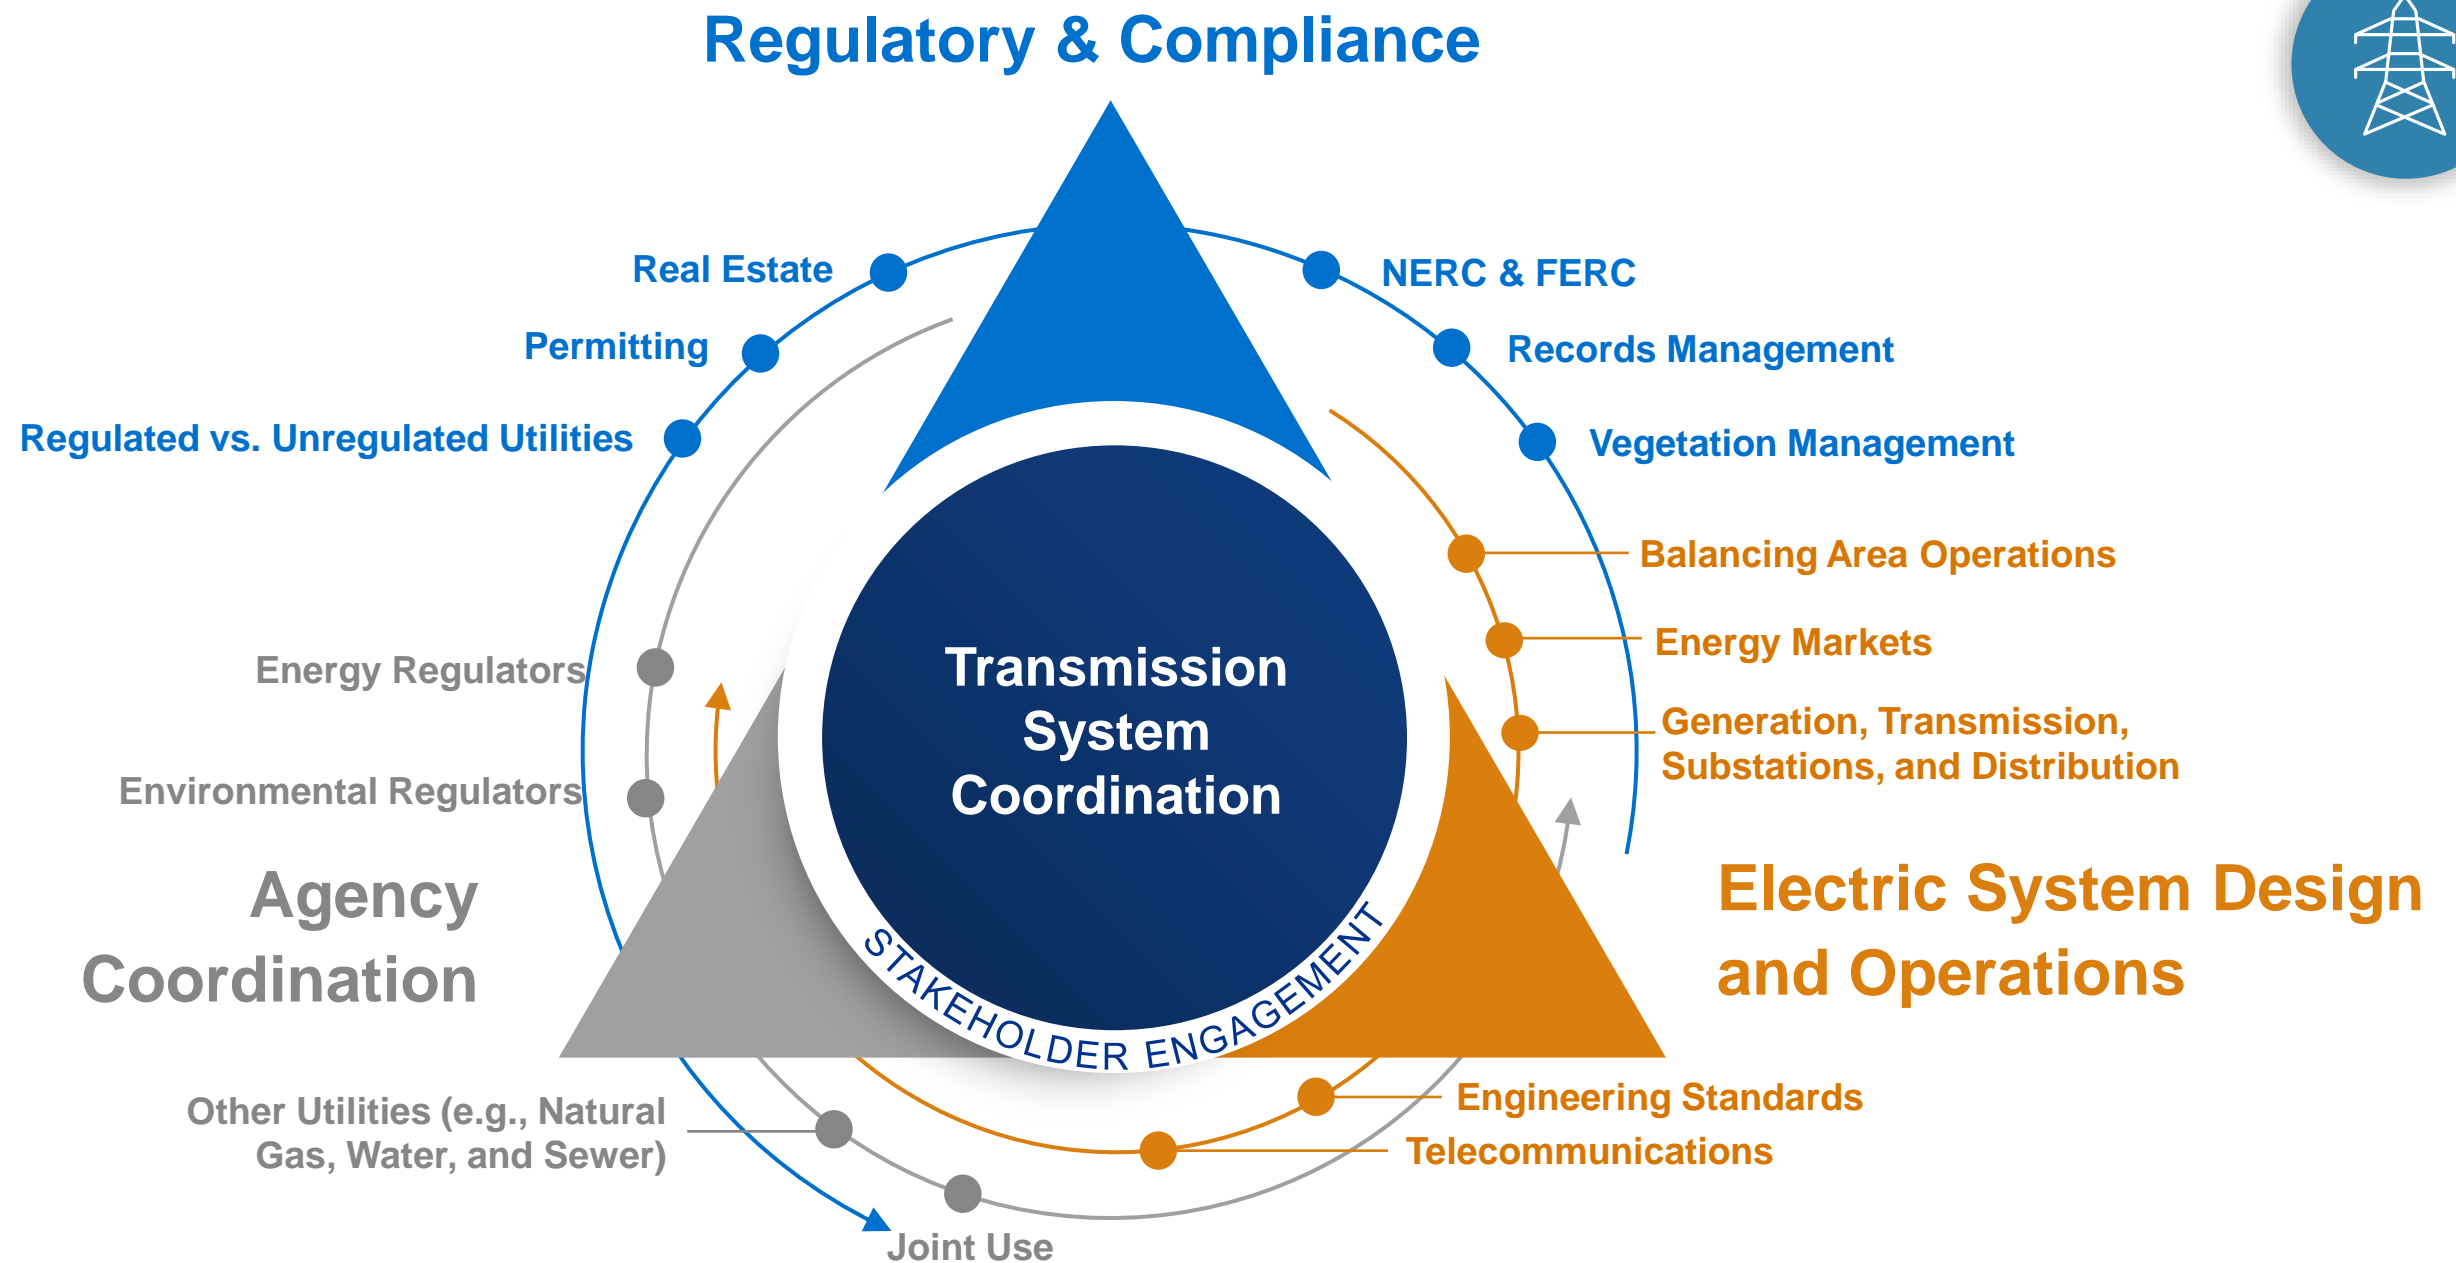 Regulatory & Compliance
Real Estate
NERC & FERC
Permitting
Records Management
Regulated vs. Unregulated Utilities
Vegetation Management
Balancing Area Operations
Energy Markets
Energy Regulators
Generation, Transmission,
Substations, and Distribution
Environmental Regulators
Transmission
System
Coordination
STAKEHOLDER ENGAGEMENT
Agency
Coordination
Electric System Design
and Operations
Other Utilities (e.g., Natural
Gas, Water, and Sewer)
Engineering Standards
Telecommunications
Joint Use